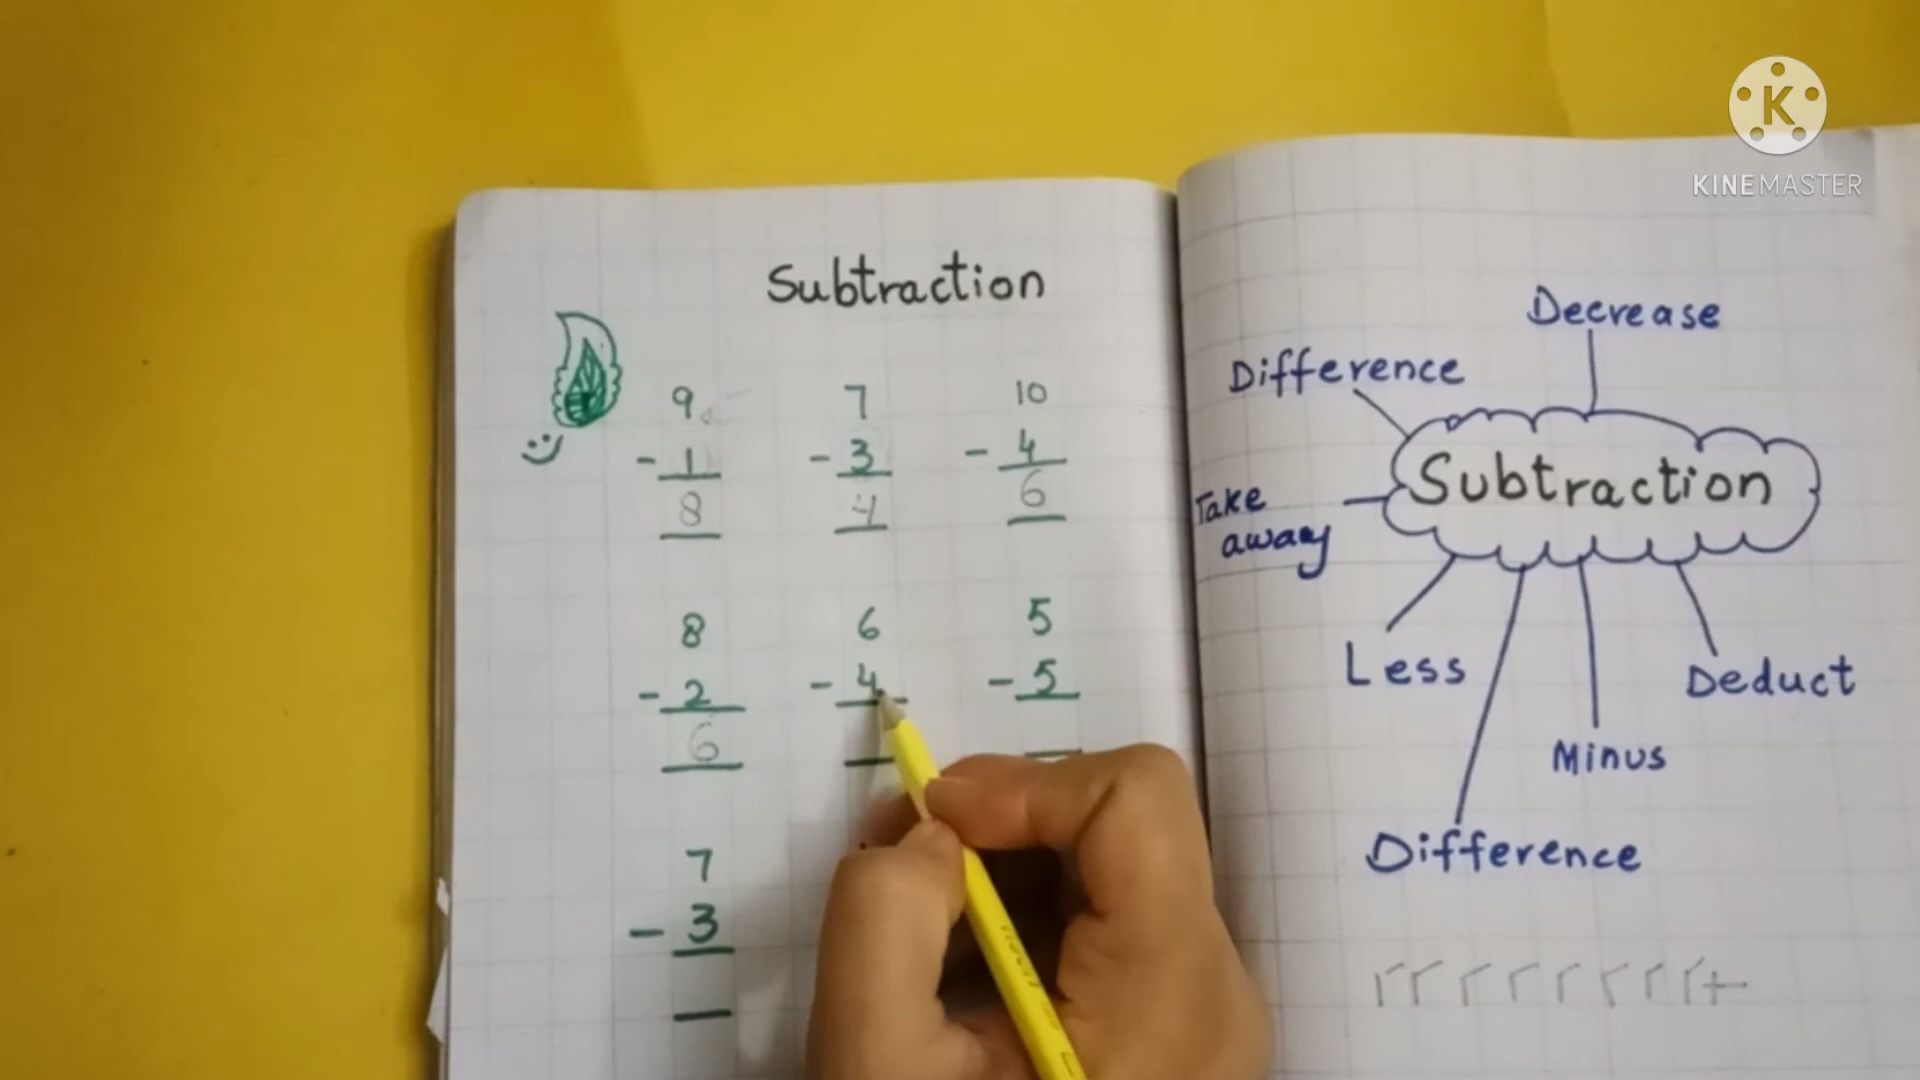 K
KINEMASTER
Subtraction
9 7 10
- 1 - 3 - 4
8 4 6
8 6 5
- 2 - 4 - 5
6
7
- 3
Decrease
Difference
Subtraction
Take
away
Less
Deduct
Minus
Difference